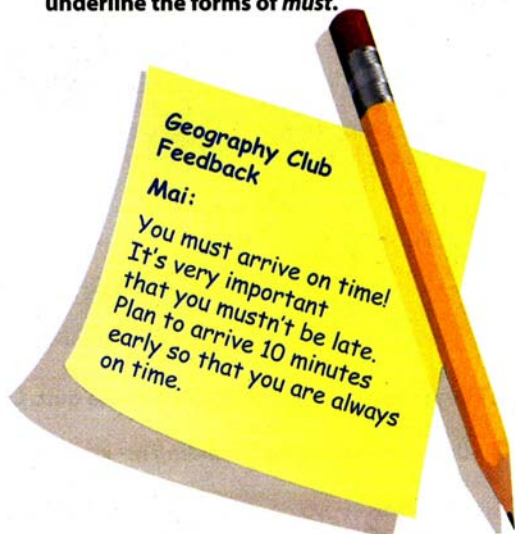 underline the forms of must.
Geography Club
Feedback
Mai:
You must arrive on time!
It's very important
that you mustn't be late.
Plan to arrive 10 minutes
early so that you are always
on time.